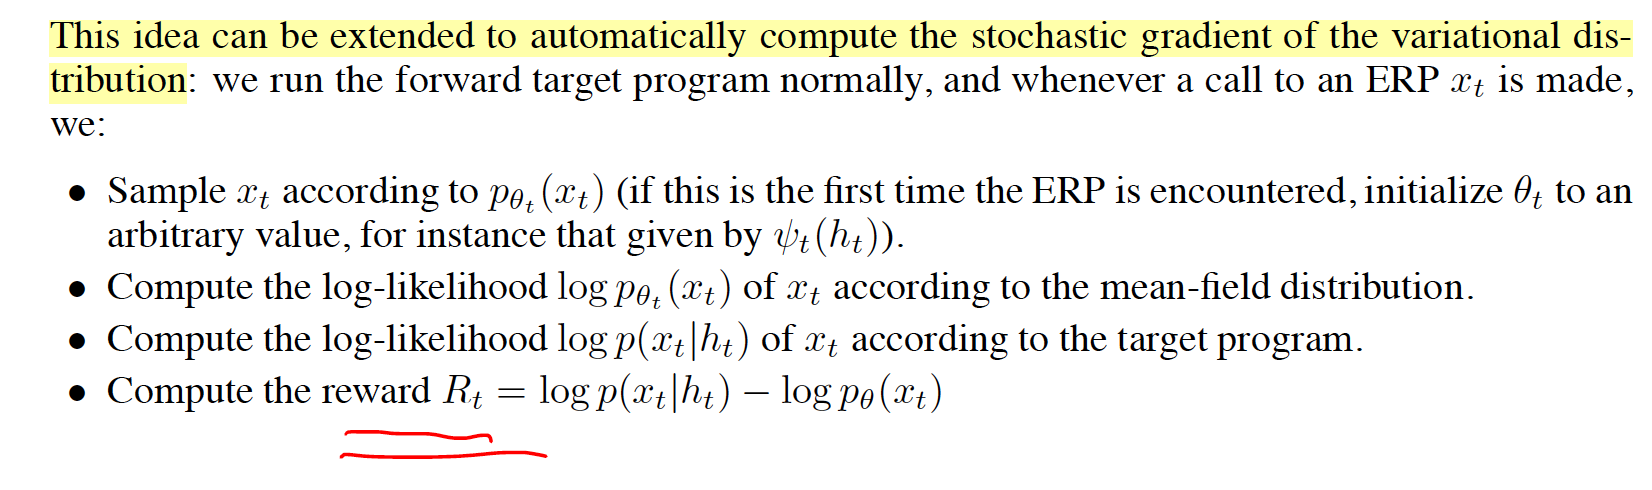 This idea can be extended to automatically compute the stochastic gradient of the variational dis-
tribution: we run the forward target program normally, and whenever a call to an ERP $x_t$ is made,
we:
• Sample $x_t$ according to $p_{\theta_t}(x_t)$ (if this is the first time the ERP is encountered, initialize $\theta_t$ to an
arbitrary value, for instance that given by $\psi_t(h_t)$).
• Compute the log-likelihood $\log p_{\theta_t}(x_t)$ of $x_t$ according to the mean-field distribution.
• Compute the log-likelihood $\log p(x_t|h_t)$ of $x_t$ according to the target program.
• Compute the reward $R_t = \log p(x_t|h_t) - \log p_\theta(x_t)$